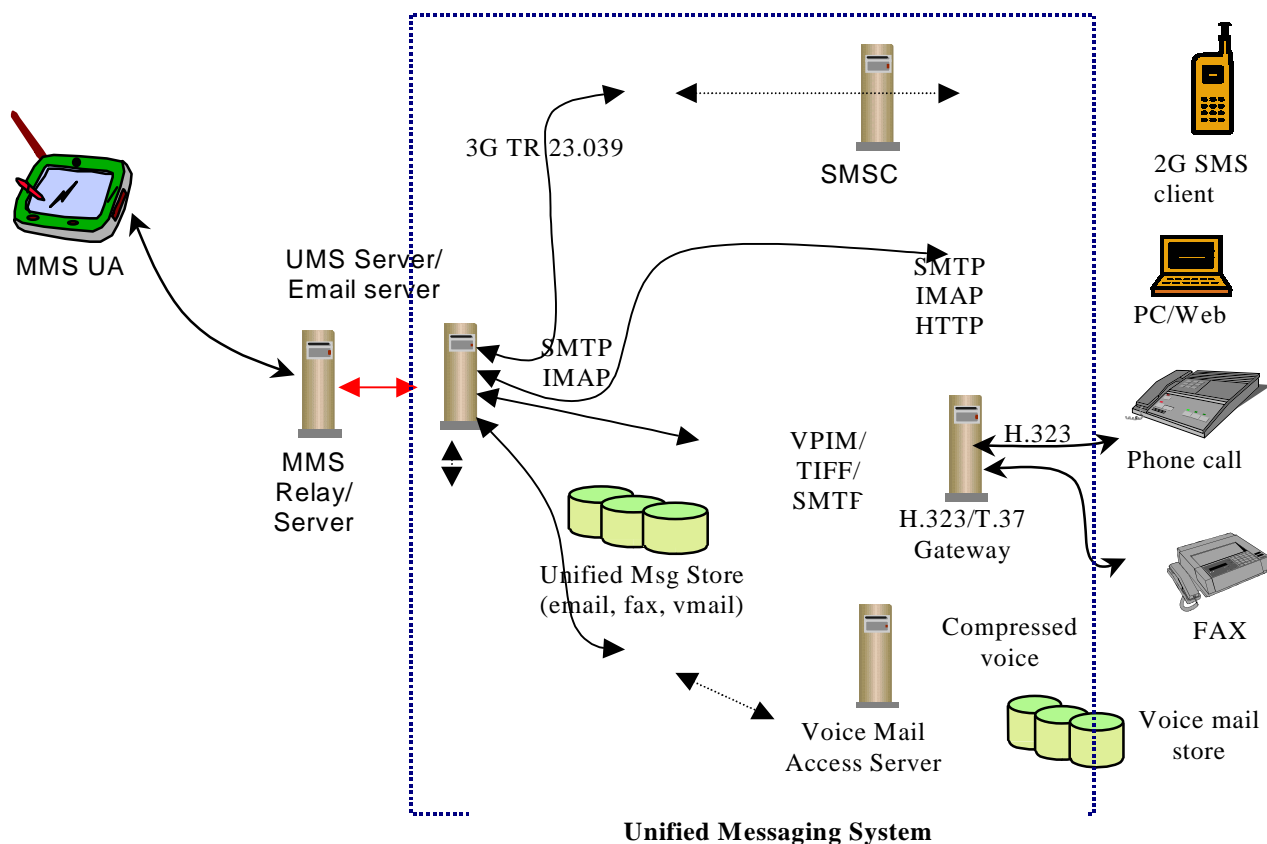 3G TR 23.039
SMSC
2G SMS
client
MMS UA
UMS Server/
Email server
SMTP
IMAP
HTTP
PC/Web
SMTP
IMAP
MMS
Relay/
Server
VPIM/
TIFF/
SMTP
H.323
Phone call
H.323/T.37
Gateway
Unified Msg Store
(email, fax, vmail)
FAX
Compressed
voice
Voice Mail
Access Server
Voice mail
store
Unified Messaging System